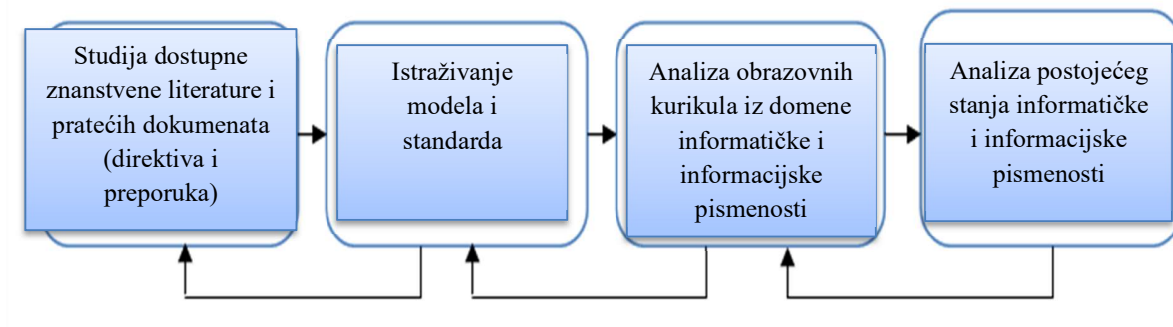 Studija dostupne
znanstvene literature i
pratećih dokumenata
(direktiva i
preporuka)
Istraživanje
modela i
standarda
Analiza obrazovnih
kurikula iz domene
informatičke i
informacijske
pismenosti
Analiza postojećeg
stanja informatičke
i informacijske
pismenosti